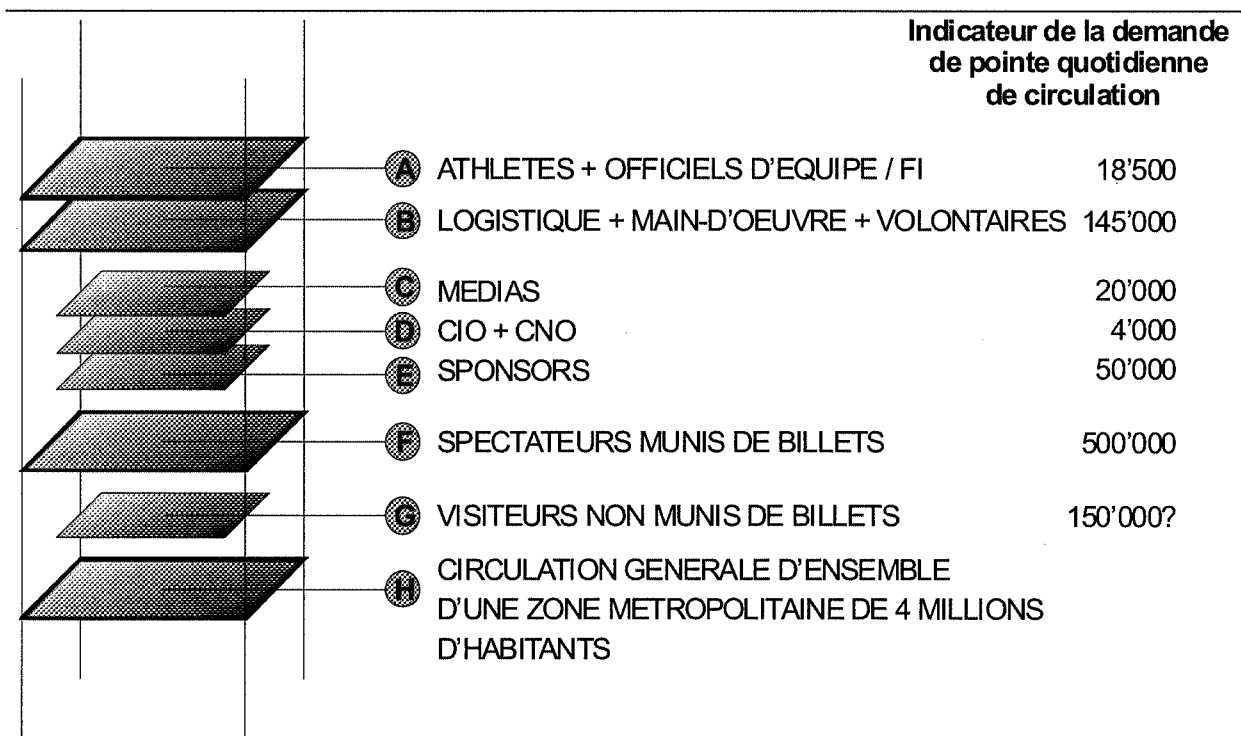 Indicateur de la demande
de pointe quotidienne
de circulation
A ATHLETES + OFFICIELS D'EQUIPE / FI 18'500
B LOGISTIQUE + MAIN-D'OEUVRE + VOLONTAIRES 145'000
C MEDIAS 20'000
D CIO + CNO 4'000
E SPONSORS 50'000
F SPECTATEURS MUNIS DE BILLETS 500'000
G VISITEURS NON MUNIS DE BILLETS 150'000?
H CIRCULATION GENERALE D'ENSEMBLE
D'UNE ZONE METROPOLITAINE DE 4 MILLIONS
D'HABITANTS